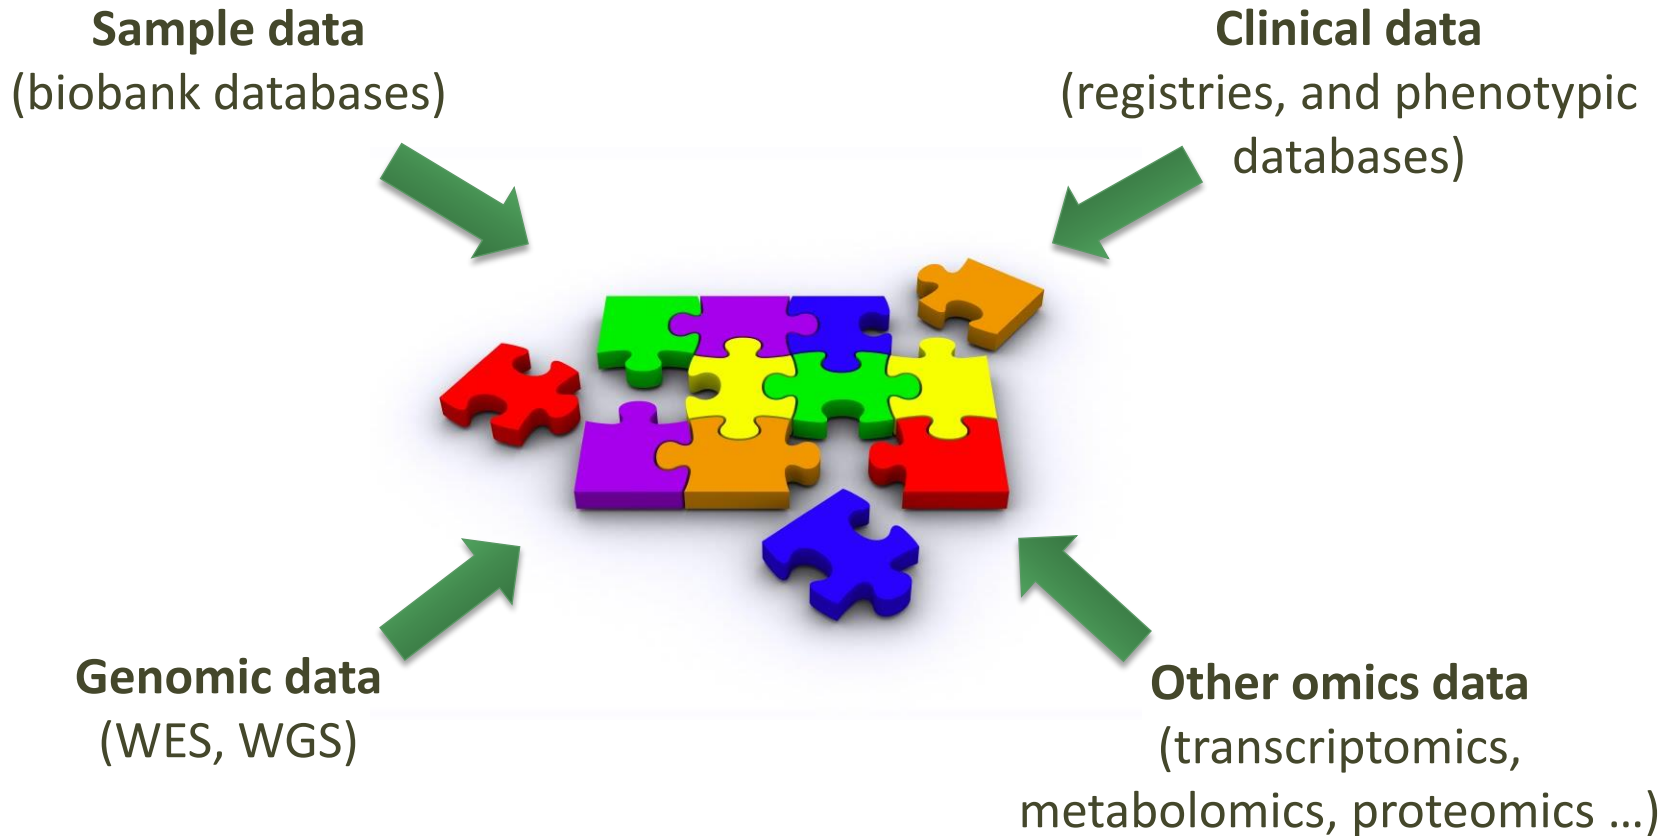 Sample data
(biobank databases)
Clinical data
(registries, and phenotypic
databases)
Genomic data
(WES, WGS)
Other omics data
(transcriptomics,
metabolomics, proteomics ...)